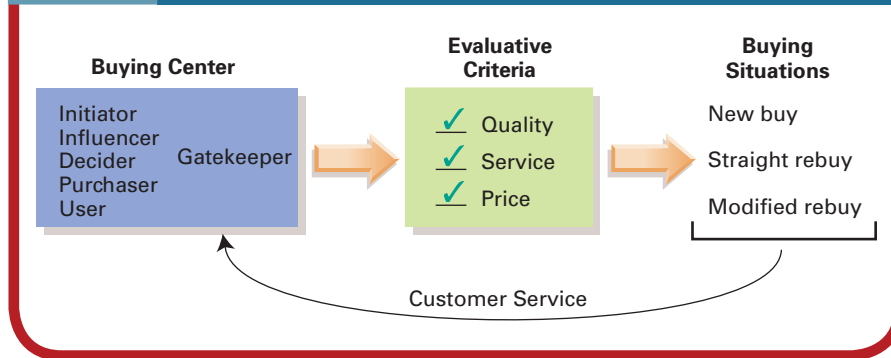 Buying Center
Initiator
Influencer
Decider
Purchaser
User
Gatekeeper
Evaluative
Criteria
Quality
Service
Price
Buying
Situations
New buy
Straight rebuy
Modified rebuy
Customer Service